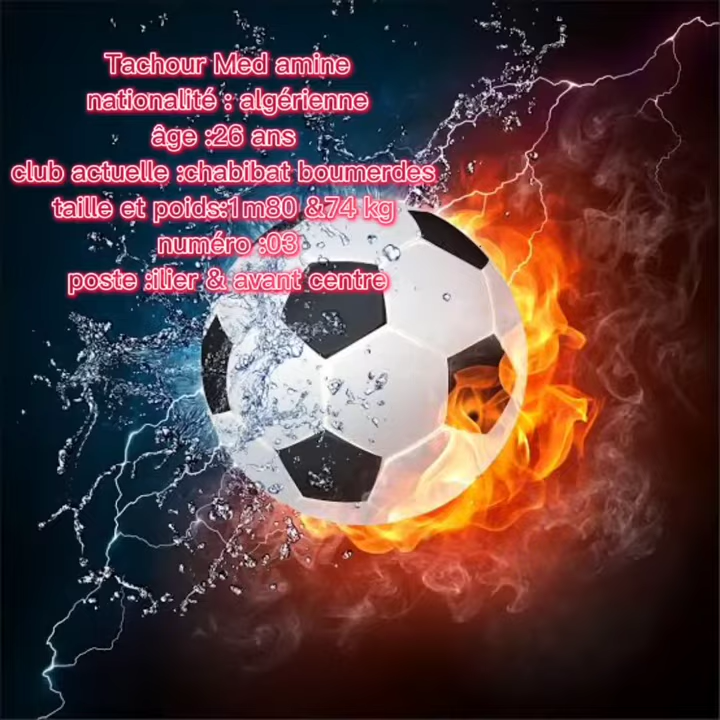 Tachour Med amine
nationalité : algérienne
âge :26 ans
club actuelle :chabibat boumerdes
taille et poids:1m80 &74 kg
numéro :03
poste :ilier & avant centre